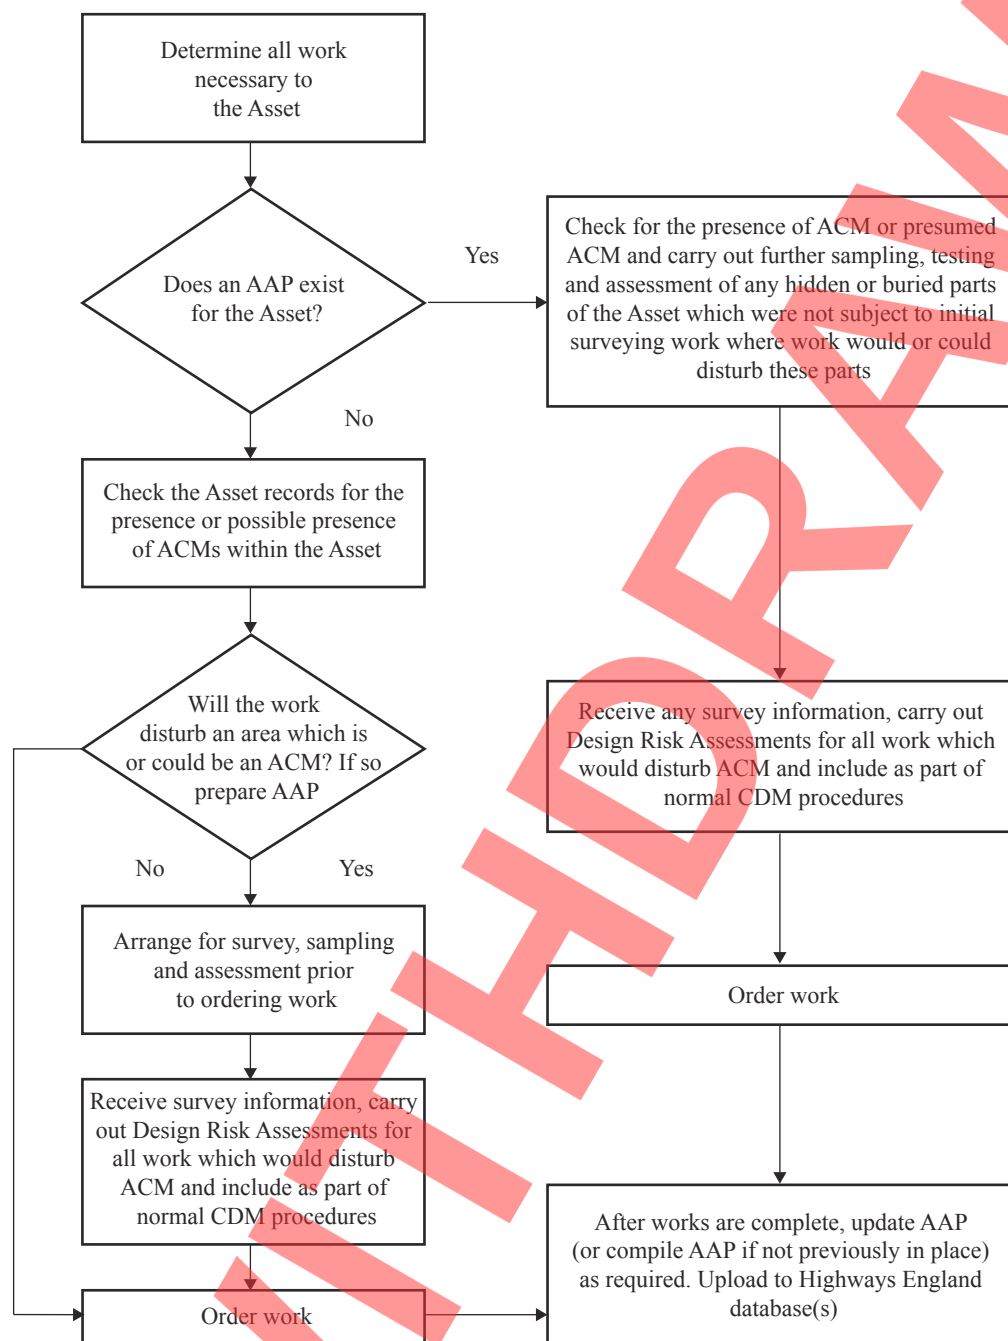 Determine all work
necessary to
the Asset
Does an AAP exist
for the Asset?
Yes
No
Check for the presence of ACM or presumed
ACM and carry out further sampling, testing
and assessment of any hidden or buried parts
of the Asset which were not subject to initial
surveying work where work would or could
disturb these parts
Check the Asset records for the
presence or possible presence
of ACMs within the Asset
Will the work
disturb an area which is
or could be an ACM? If so
prepare AAP
No
Yes
Arrange for survey, sampling
and assessment prior
to ordering work
Receive survey information, carry
out Design Risk Assessments for
all work which would disturb
ACM and include as part of
normal CDM procedures
Order work
Receive any survey information, carry out
Design Risk Assessments for all work which
would disturb ACM and include as part of
normal CDM procedures
Order work
After works are complete, update AAP
(or compile AAP if not previously in place)
as required. Upload to Highways England
database(s)
ITHDRAW